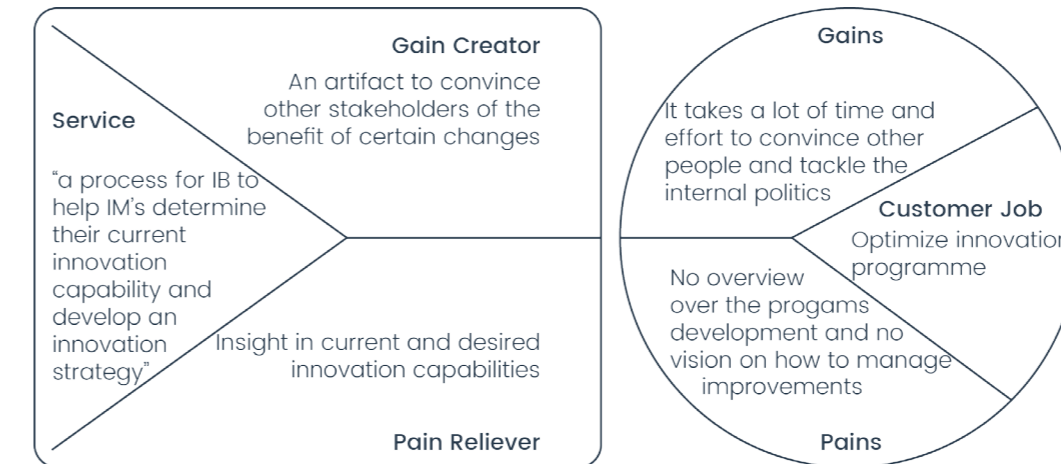 Gain Creator
An artifact to convince
other stakeholders of the
benefit of certain changes
Service
“a process for IB to
help IM’s determine
their current
innovation
capability and
develop an
innovation
strategy”
Insight in current and desired
innovation capabilities
Pain Reliever
Gains
It takes a lot of time and
effort to convince other
people and tackle the
internal politics
Customer Job
Optimize innovatio
programme
No overview
over the progams
development and no
vision on how to manage
improvements
Pains